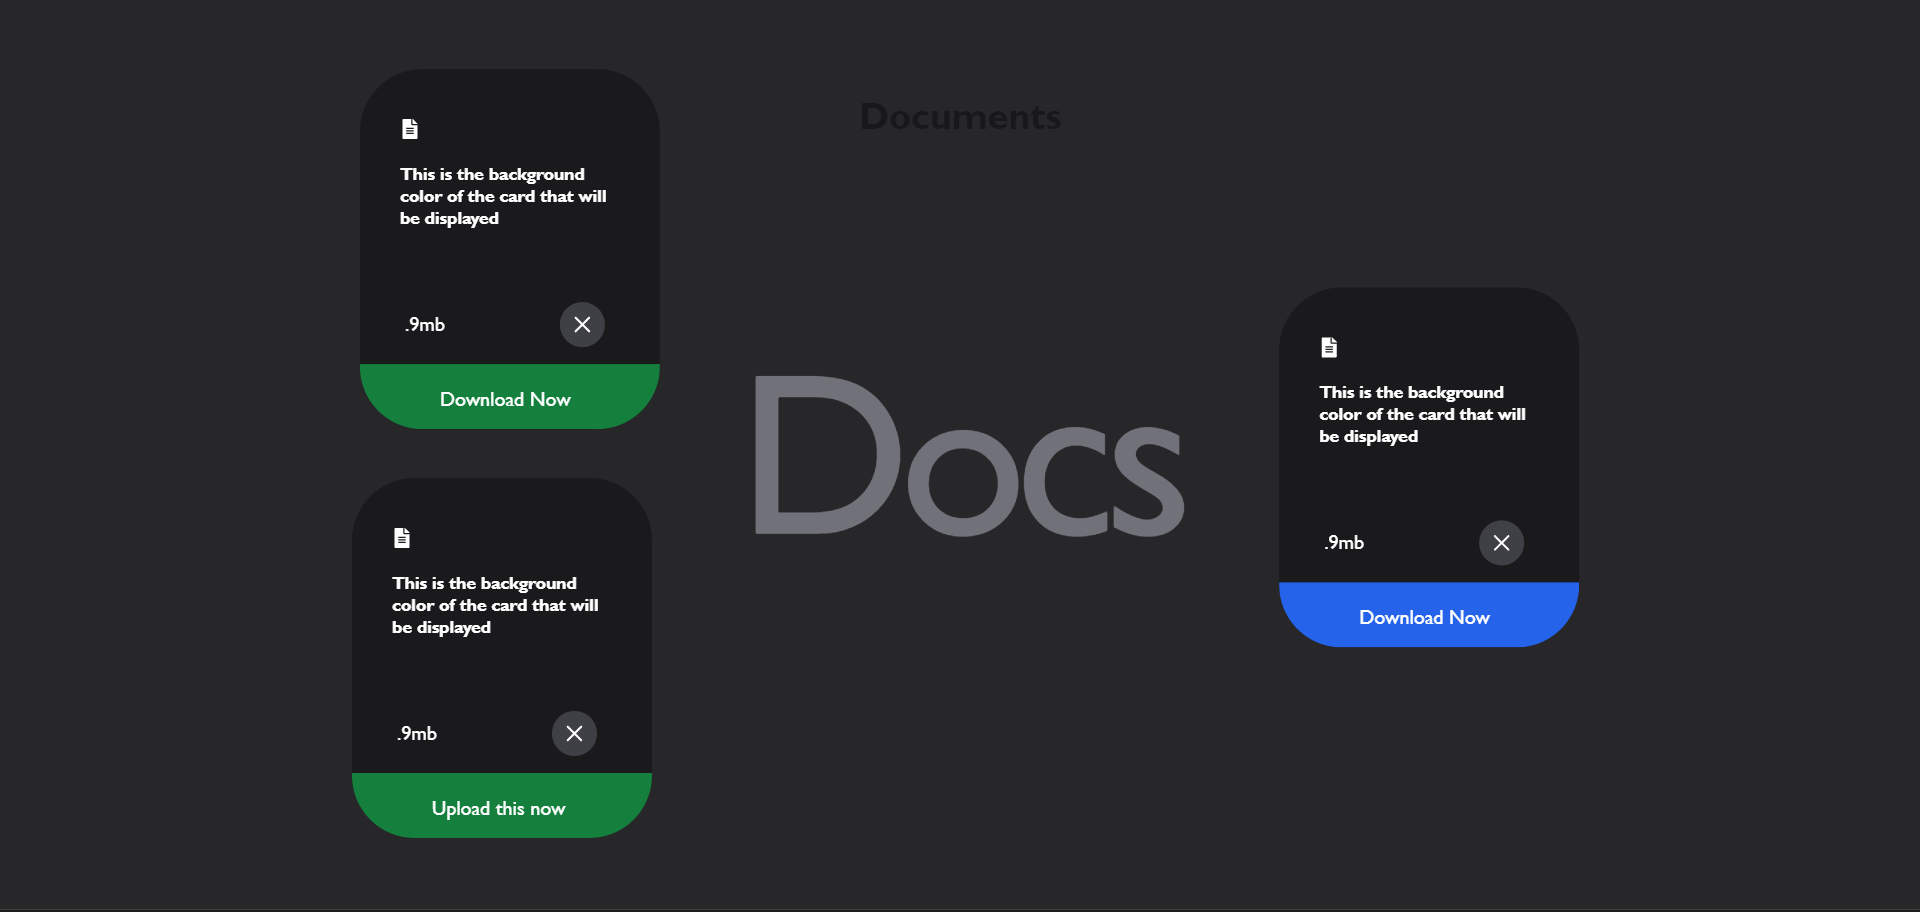 Documents
This is the background
color of the card that will
be displayed
.9mb
Download Now
This is the background
color of the card that will
be displayed
.9mb
Upload this now
Docs
This is the background
color of the card that will
be displayed
.9mb
Download Now